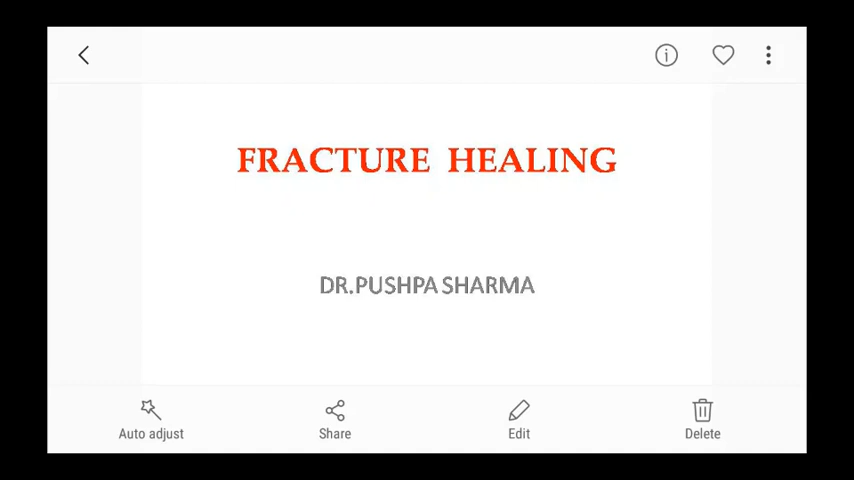 FRACTURE HEALING
DR.PUSHPA SHARMA
Auto adjust
Share
Edit
Delete